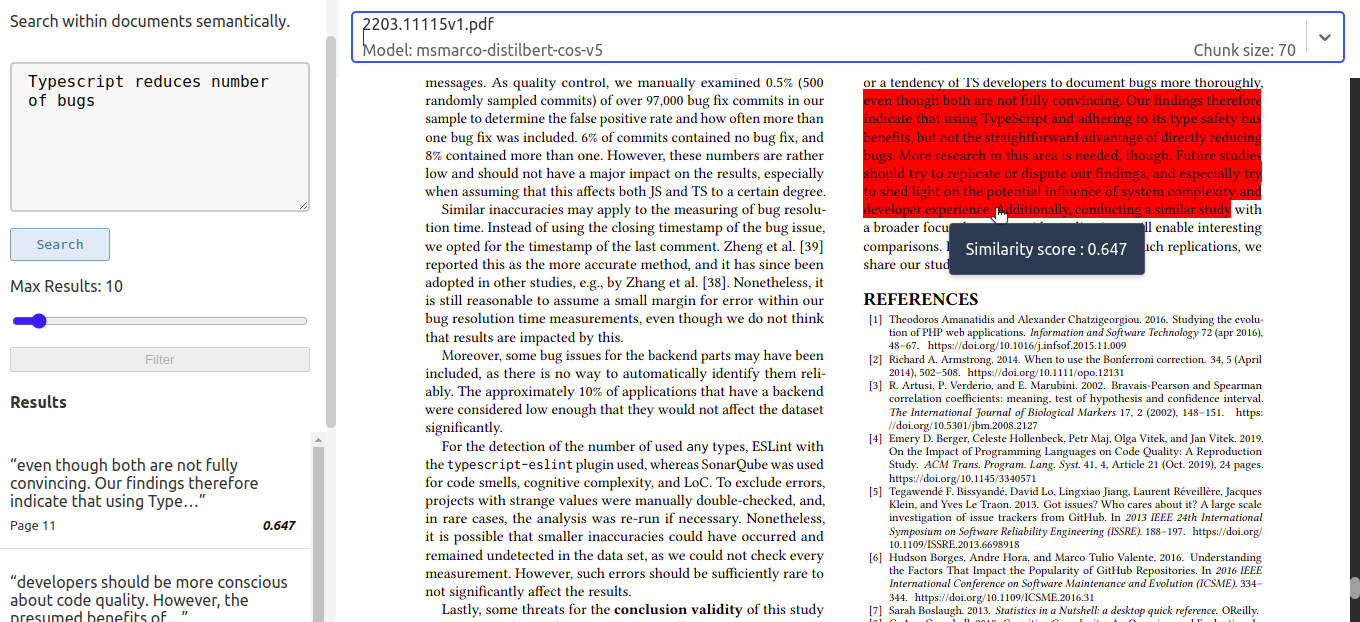 Search within documents semantically.
Typescript reduces number
of bugs
Search
Max Results: 10
Filter
Results
“even though both are not fully
convincing. Our findings therefore
indicate that using Type…”
Page 11
0.647
“developers should be more conscious
about code quality. However, the
presumed benefits of…”
2203.11115v1.pdf
Model: msmarco-distilbert-cos-v5
Chunk size: 70
messages. As quality control, we manually examined 0.5% (500
randomly sampled commits) of over 97,000 bug fix commits in our
sample to determine the false positive rate and how often more than
one bug fix was included. 6% of commits contained no bug fix, and
8% contained more than one. However, these numbers are rather
low and should not have a major impact on the results, especially
when assuming that this affects both JS and TS to a certain degree.
Similar inaccuracies may apply to the measuring of bug resolu-
tion time. Instead of using the closing timestamp of the bug issue,
we opted for the timestamp of the last comment. Zheng et al. [39]
reported this as the more accurate method, and it has since been
adopted in other studies, e.g., by Zhang et al. [38]. Nonetheless, it
is still reasonable to assume a small margin for error within our
bug resolution time measurements, even though we do not think
that results are impacted by this.
Moreover, some bug issues for the backend parts may have been
included, as there is no way to automatically identify them reli-
ably. The approximately 10% of applications that have a backend
were considered low enough that they would not affect the dataset
significantly.
For the detection of the number of used any types, ESLint with
the typescript-eslint plugin used, whereas SonarQube was used
for code smells, cognitive complexity, and LoC. To exclude errors,
projects with strange values were manually double-checked, and,
in rare cases, the analysis was re-run if necessary. Nonetheless,
it is possible that smaller inaccuracies could have occurred and
remained undetected in the data set, as we could not check every
measurement. However, such errors should be sufficiently rare to
not significantly affect the results.
Lastly, some threats for the conclusion validity of this study
or a tendency of TS developers to document bugs more thoroughly,
even though both are not fully convincing. Our findings therefore
indicate that using TypeScript and adhering to its type safety has
benefits, but not the straightforward advantage of directly reducing
bugs. More research in this area is needed, though. Future studies
should try to replicate or dispute our findings, and especially try
to shed light on the potential influence of system complexity and
developer experience. Additionally, conducting a similar study with
a broader enable interesting
comparisons. such replications, we
share our
Similarity score : 0.647
REFERENCES
[1] Theodoros Amanatidis and Alexander Chatzigeorgiou. 2016. Studying the evolu-
tion of PHP web applications. Information and Software Technology 72 (apr 2016),
48–67. https://doi.org/10.1016/j.infsof.2015.11.009
[2] Richard A. Armstrong. 2014. When to use the Bonferroni correction. 34, 5 (April
2014), 502–508. https://doi.org/10.1111/opo.12131
[3] R. Artusi, P. Verderio, and E. Marubini. 2002. Bravais-Pearson and Spearman
correlation coefficients: meaning, test of hypothesis and confidence interval.
The International Journal of Biological Markers 17, 2 (2002), 148–151. https:
//doi.org/10.5301/jbm.2008.2127
[4] Emery D. Berger, Celeste Hollenbeck, Petr Maj, Olga Vitek, and Jan Vitek. 2019.
On the Impact of Programming Languages on Code Quality: A Reproduction
Study. ACM Trans. Program. Lang. Syst. 41, 4, Article 21 (Oct. 2019), 24 pages.
https://doi.org/10.1145/3340571
[5] Tegawendé F. Bissyandé, David Lo, Lingxiao Jiang, Laurent Réveillère, Jacques
Klein, and Yves Le Traon. 2013. Got issues? Who cares about it? A large scale
investigation of issue trackers from GitHub. In 2013 IEEE 24th International
Symposium on Software Reliability Engineering (ISSRE). 188–197. https://doi.org/
10.1109/ISSRE.2013.6698918
[6] Hudson Borges, Andre Hora, and Marco Tulio Valente. 2016. Understanding
the Factors That Impact the Popularity of GitHub Repositories. In 2016 IEEE
International Conference on Software Maintenance and Evolution (ICSME). 334–
344. https://doi.org/10.1109/ICSME.2016.31
[7] Sarah Boslaugh. 2013. Statistics in a Nutshell: a desktop quick reference. OReilly.